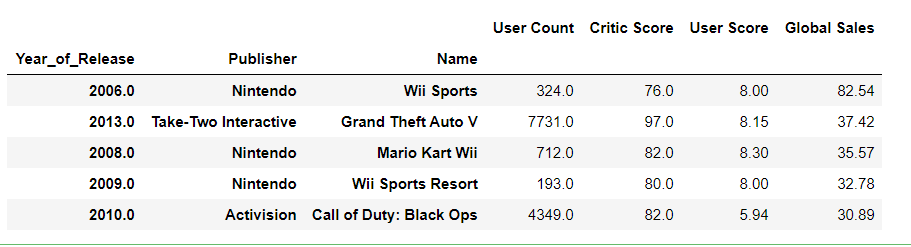 User Count Critic Score User Score Global Sales
Year_of_Release Publisher Name
2006.0 Nintendo Wii Sports 324.0 76.0 8.00 82.54
2013.0 Take-Two Interactive Grand Theft Auto V 7731.0 97.0 8.15 37.42
2008.0 Nintendo Mario Kart Wii 712.0 82.0 8.30 35.57
2009.0 Nintendo Wii Sports Resort 193.0 80.0 8.00 32.78
2010.0 Activision Call of Duty: Black Ops 4349.0 82.0 5.94 30.89